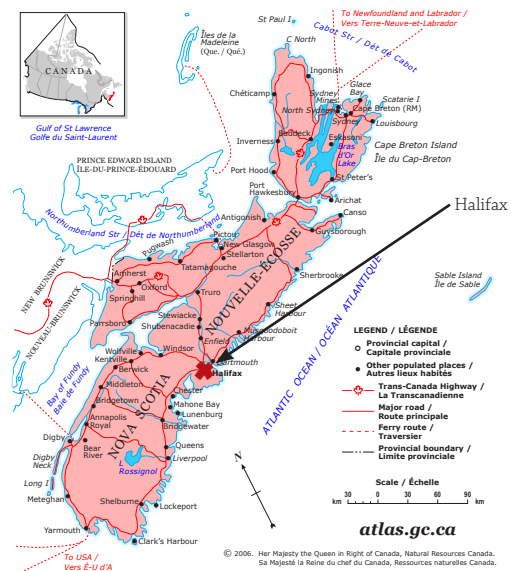 To Newfoundland and Labrador /
Vers Terre-Neuve-et-Labrador
St Paul I
Cabot Str / Dét de Cabot
Îles de la
Madeleine
(Que. / Qué.)
C North
CANADA
Ingonish
Chéticamp
Sydney
Mines
Glace
Bay
Scatarie I
North Sydney
Cape Breton (RM)
Sydney
Louisbourg
Gulf of St Lawrence
Golfe du Saint-Laurent
Inverness
Baddeck
Eskasoni
Bras
d'Or
Lake
Cape Breton Island
Île du Cap-Breton
PRINCE EDWARD ISLAND
ÎLE-DU-PRINCE-ÉDOUARD
Port Hood
St Peter's
Port
Hawkesbury
Arichat
Halifax
Northumberland Str / Dét de Northumberland
Antigonish
Canso
Pictou
Guysborough
New Glasgow
Stellarton
Pugwash
Tatamagouche
NEW BRUNSWICK
NOUVEAU-BRUNSWICK
Amherst
Oxford
Springhill
Truro
Sherbrooke
NOUVELLE-ÉCOSSE
Sable Island
Île de Sable
Parrsboro
Stewiacke
Shubenacadie
Sheet
Harbour
Enfield
Musquodoboit
Harbour
ATLANTIC OCEAN / OCÉAN ATLANTIQUE
Wolfville
Kentville
Windsor
Berwick
Dartmouth
Halifax
Bay of Fundy
Baie de Fundy
Middleton
Chester
Bridgetown
Mahone Bay
Lunenburg
Annapolis
Royal
Bridgewater
NOVA SCOTIA
Digby
Bear
River
Queens
Digby
Neck
L
Rossignol
Liverpool
Long I
Meteghan
Shelburne
Lockeport
Yarmouth
Clark's Harbour
To USA /
Vers É-U d'A
LEGEND / LÉGENDE
Provincial capital /
Capitale provinciale
Other populated places /
Autres lieux habités
Trans-Canada Highway /
La Transcanadienne
Major road /
Route principale
Ferry route /
Traversier
Provincial boundary /
Limite provinciale
N
Scale / Échelle
30 0 30 60 90
km km
atlas.gc.ca
© 2006. Her Majesty the Queen in Right of Canada, Natural Resources Canada.
Sa Majesté la Reine du chef du Canada, Ressources naturelles Canada.